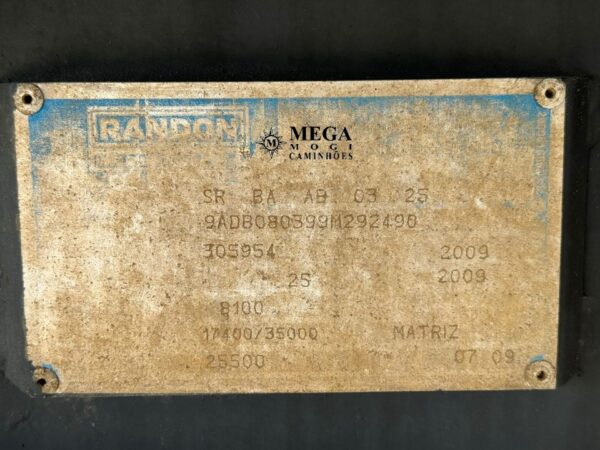 RANDON
MEGA
MOGI
CAMINHÕES
SR BA AB 03 25
9ADB080399M292490
305954 2009
25 2009
8100
17400/35000 MATRIZ
25500 07 09